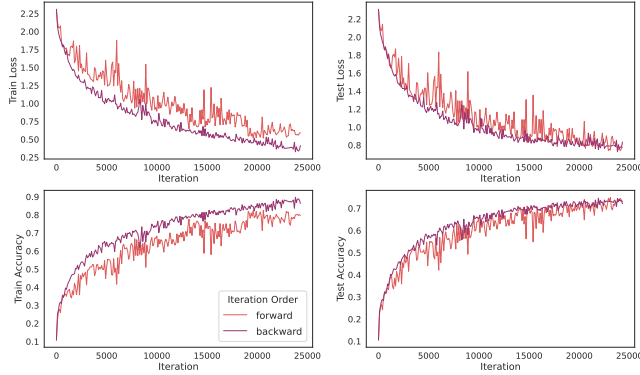 2.25
2.00
1.75
1.50
1.25
1.00
0.75
0.50
0.25
Train Loss
0 5000 10000 15000 20000 25000
Iteration
2.2
2.0
1.8
1.6
1.4
1.2
1.0
0.8
Test Loss
0 5000 10000 15000 20000 25000
Iteration
0.9
0.8
0.7
0.6
0.5
0.4
0.3
0.2
0.1
Train Accuracy
Iteration Order
forward
backward
0 5000 10000 15000 20000 25000
Iteration
0.7
0.6
0.5
0.4
0.3
0.2
0.1
Test Accuracy
0 5000 10000 15000 20000 25000
Iteration